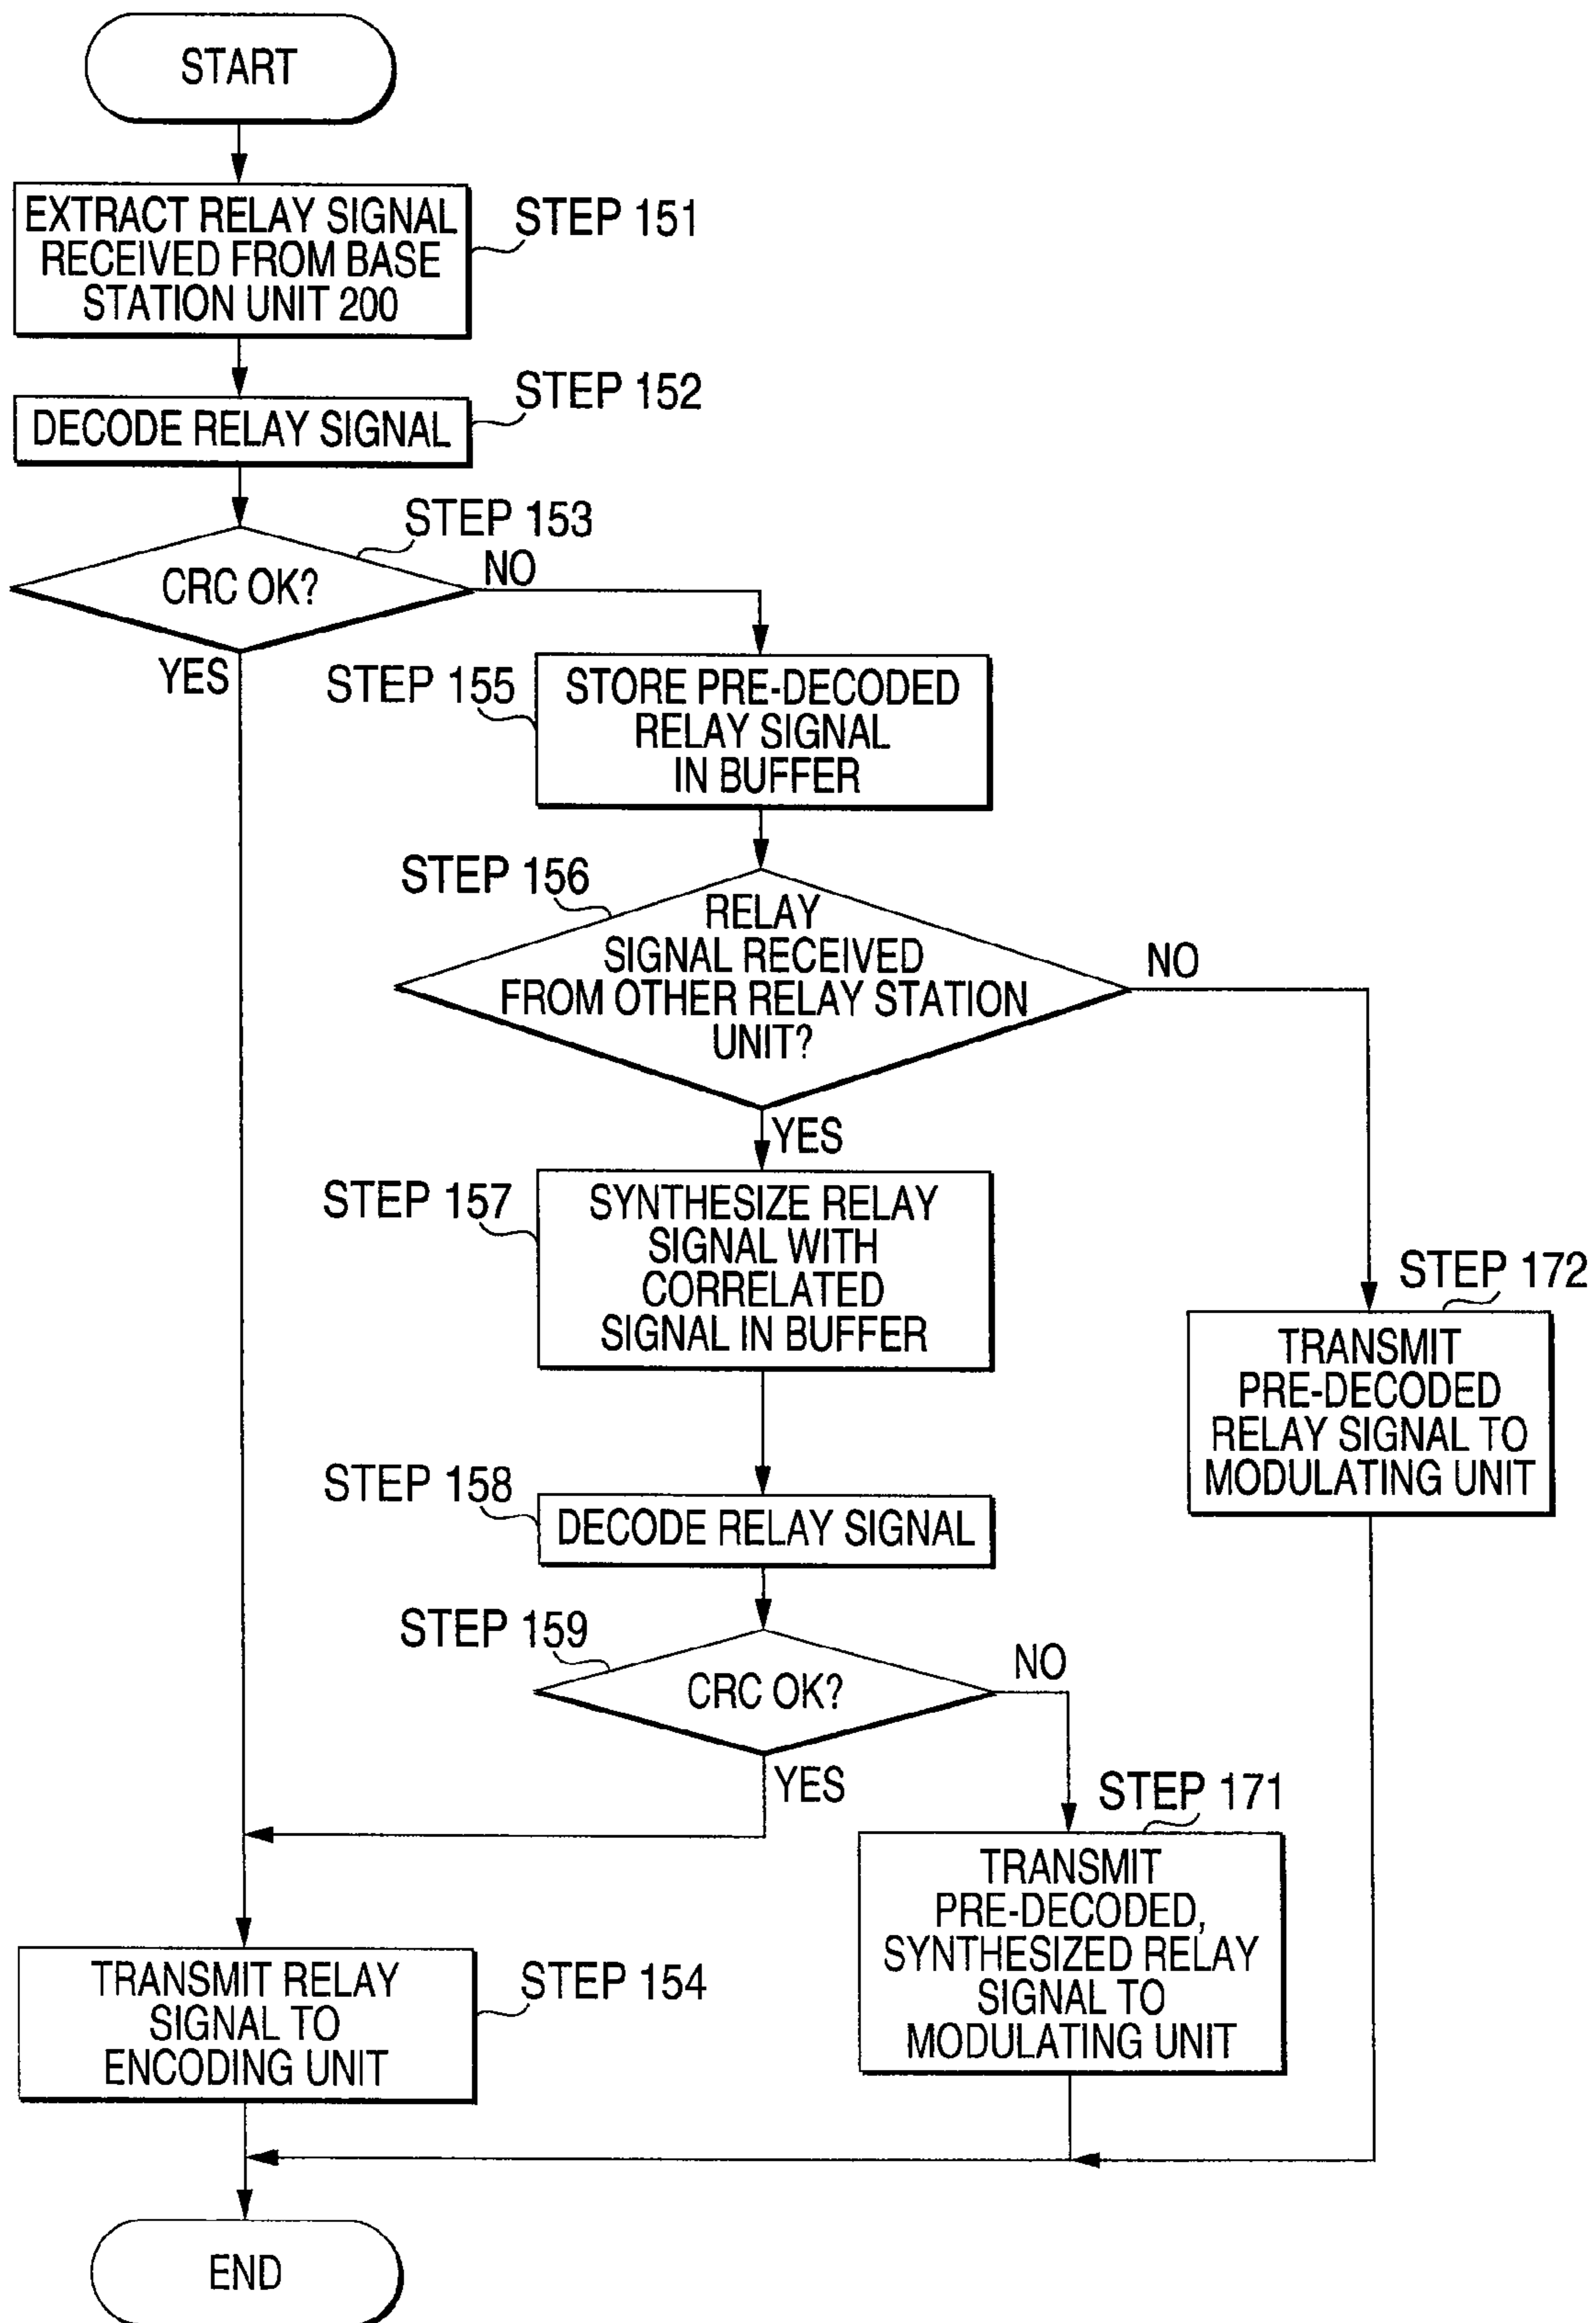 START
EXTRACT RELAY SIGNAL
RECEIVED FROM BASE
STATION UNIT 200
STEP 151
DECODE RELAY SIGNAL
STEP 152
CRC OK?
STEP 153
NO
YES
STEP 155
STORE PRE-DECODED
RELAY SIGNAL
IN BUFFER
STEP 156
RELAY
SIGNAL RECEIVED
FROM OTHER RELAY STATION
UNIT?
NO
YES
STEP 157
SYNTHESIZE RELAY
SIGNAL WITH
CORRELATED
SIGNAL IN BUFFER
STEP 172
TRANSMIT
PRE-DECODED
RELAY SIGNAL TO
MODULATING UNIT
STEP 158
DECODE RELAY SIGNAL
STEP 159
CRC OK?
NO
YES
STEP 171
TRANSMIT
PRE-DECODED,
SYNTHESIZED RELAY
SIGNAL TO
MODULATING UNIT
TRANSMIT RELAY
SIGNAL TO
ENCODING UNIT
STEP 154
END